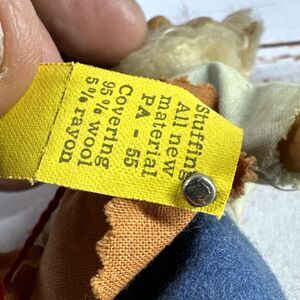 Stuffing
All new
material
PA - 55
Covering
95% wool
5% rayon